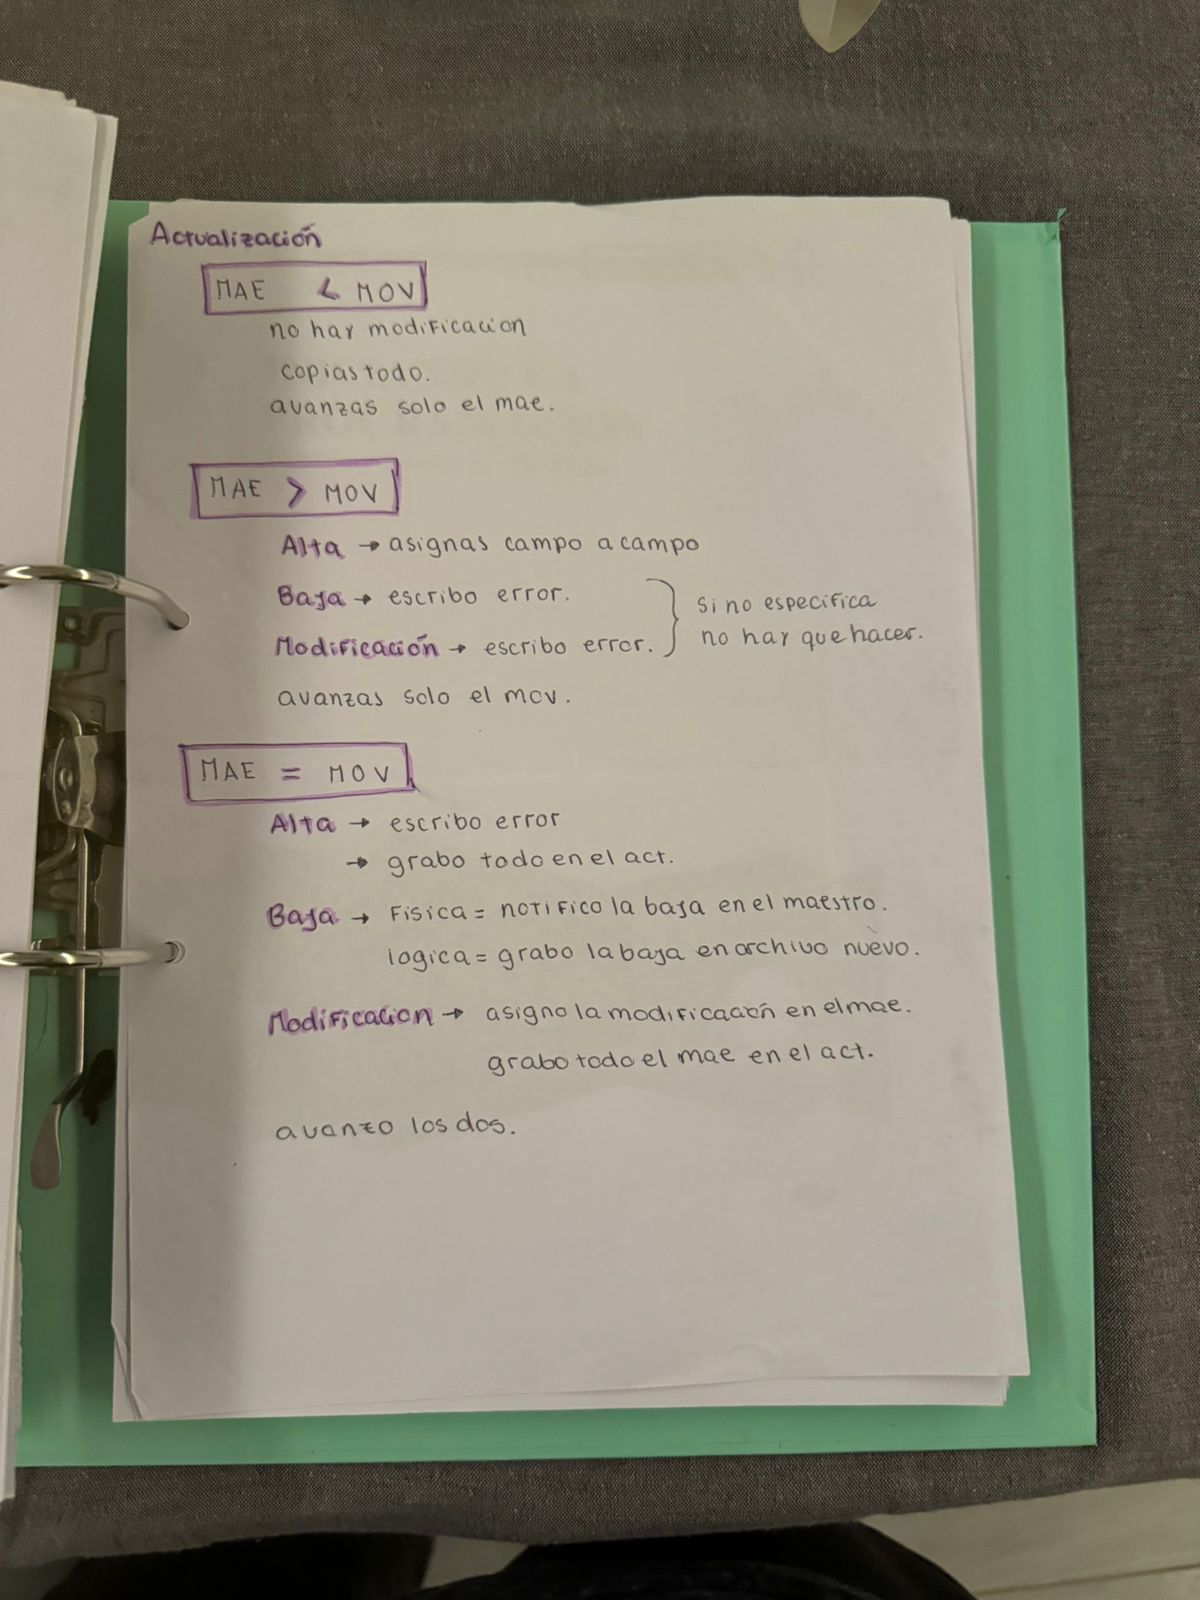 Actualización
MAE < MOV
no hay modificacion
copias todo.
avanzas solo el mae.
MAE > MOV
Alta → asignas campo a campo
Baja → escribo error.
Modificación → escribo error.
} si no especifica
no hay que hacer.
avanzas solo el mov.
MAE = MOV
Alta → escribo error
→ grabo todo en el act.
Baja → Fisica = notifico la baja en el maestro.
logica = grabo la baja en archivo nuevo.
Modificacion → asigno la modificación en el mae.
grabo todo el mae en el act.
avanzo los dos.